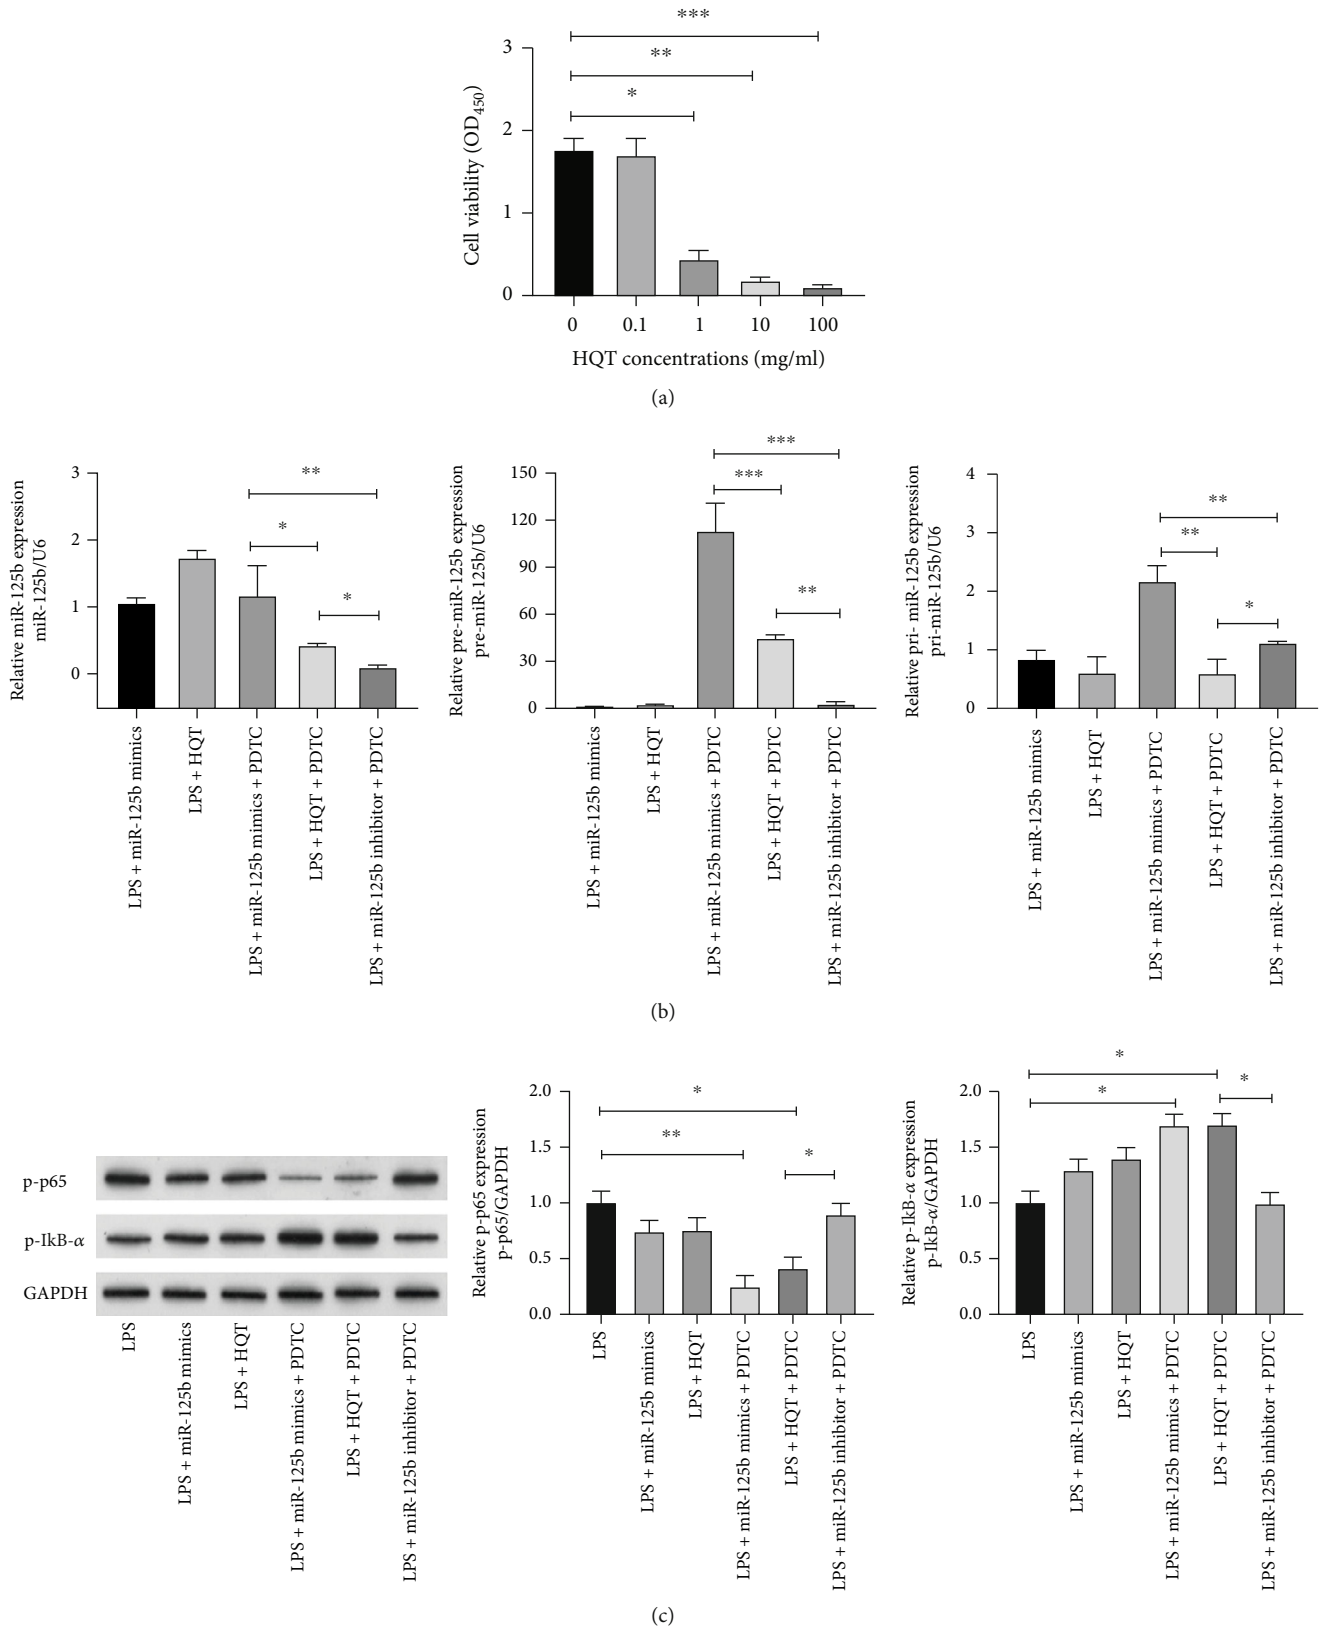 ***
**
*
Cell viability (OD450)
3
2
1
0
0 0.1 1 10 100
HQT concentrations (mg/ml)
(a)
Relative miR-125b expression
miR-125b/U6
3
2
1
0
**
*
*
LPS + miR-125b mimics
LPS + HQT
LPS + miR-125b mimics + PDTC
LPS + HQT + PDTC
LPS + miR-125b inhibitor + PDTC
Relative pre-miR-125b expression
pre-miR-125b/U6
150
120
90
60
30
0
***
***
**
LPS + miR-125b mimics
LPS + HQT
LPS + miR-125b mimics + PDTC
LPS + HQT + PDTC
LPS + miR-125b inhibitor + PDTC
Relative pri- miR-125b expression
pri-miR-125b/U6
4
3
2
1
0
**
**
*
LPS + miR-125b mimics
LPS + HQT
LPS + miR-125b mimics + PDTC
LPS + HQT + PDTC
LPS + miR-125b inhibitor + PDTC
(b)
p-p65
p-IkB-α
GAPDH
LPS
LPS + miR-125b mimics
LPS + HQT
LPS + miR-125b mimics + PDTC
LPS + HQT + PDTC
LPS + miR-125b inhibitor + PDTC
Relative p-p65 expression
p-p65/GAPDH
2.0
1.5
1.0
0.5
0.0
*
**
*
LPS
LPS + miR-125b mimics
LPS + HQT
LPS + miR-125b mimics + PDTC
LPS + HQT + PDTC
LPS + miR-125b inhibitor + PDTC
Relative p-IkB-α expression
p-IkB-α/GAPDH
2.0
1.5
1.0
0.5
0.0
*
*
*
LPS
LPS + miR-125b mimics
LPS + HQT
LPS + miR-125b mimics + PDTC
LPS + HQT + PDTC
LPS + miR-125b inhibitor + PDTC
(c)